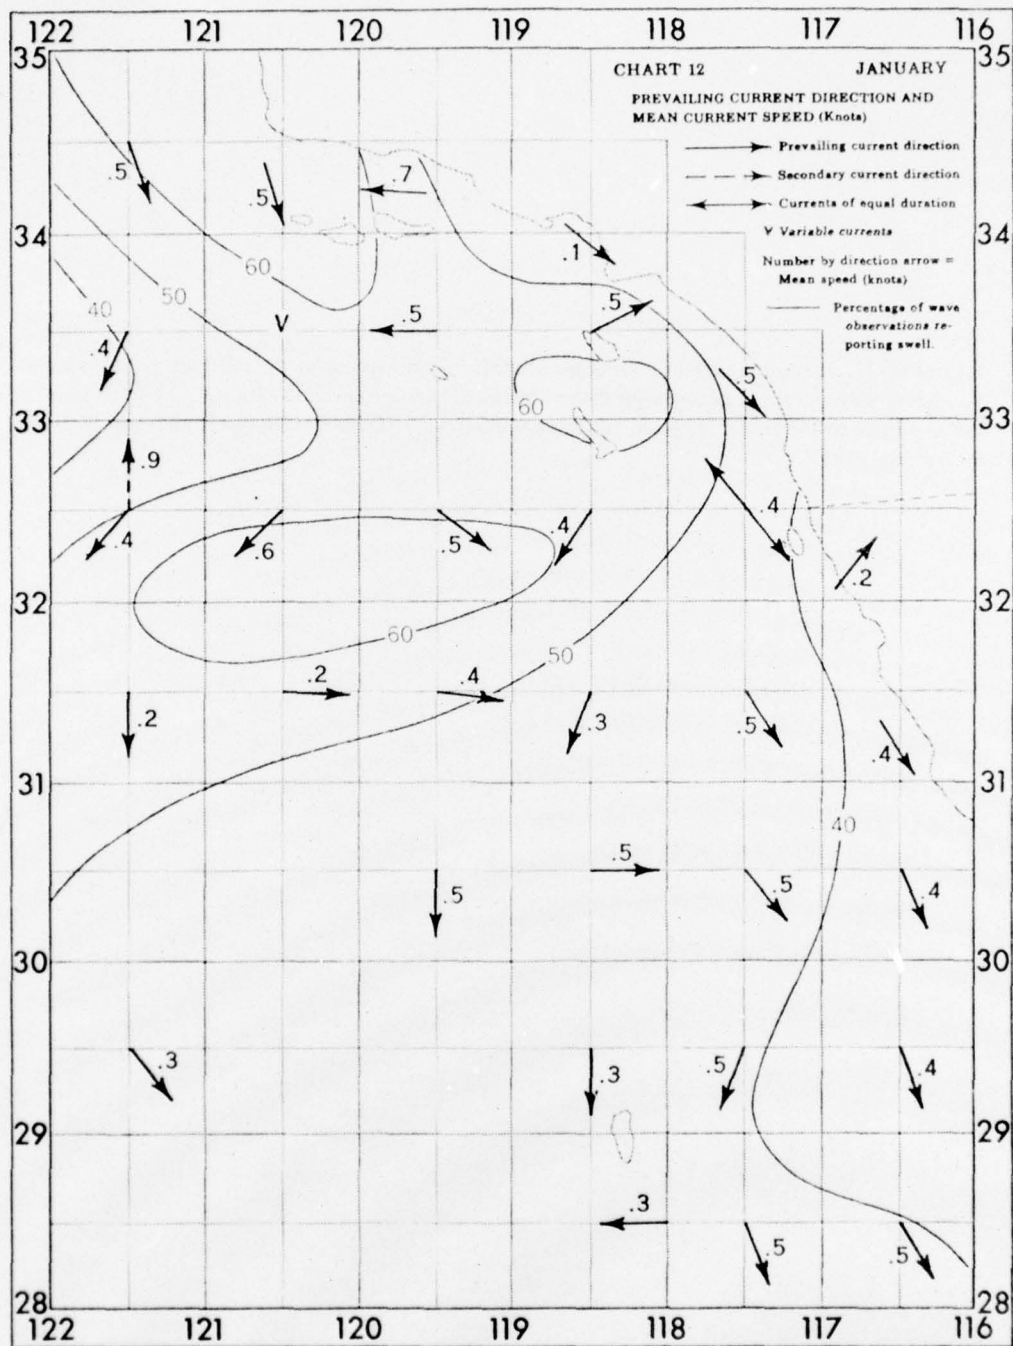 122 121 120 119 118 117 116
35 35
CHART 12 JANUARY
PREVAILING CURRENT DIRECTION AND
MEAN CURRENT SPEED (Knots)
Prevailing current direction
Secondary current direction
Currents of equal duration
V Variable currents
Number by direction arrow =
Mean speed (knots)
Percentage of wave
observations re-
porting swell.
.5 .5 .7
34 .1 34
60
50
40
V .5 .5
.4 .5
33 60 33
.9 .4
.4 .6 .5 .4
.2
32 60 32
50
.2 .2 .4 .3 .5 .4
31 31
40
.5 .5 .5 .4
30 30
.3 .3 .5 .4
29 29
.3 .5 .5
28 28
122 121 120 119 118 117 116